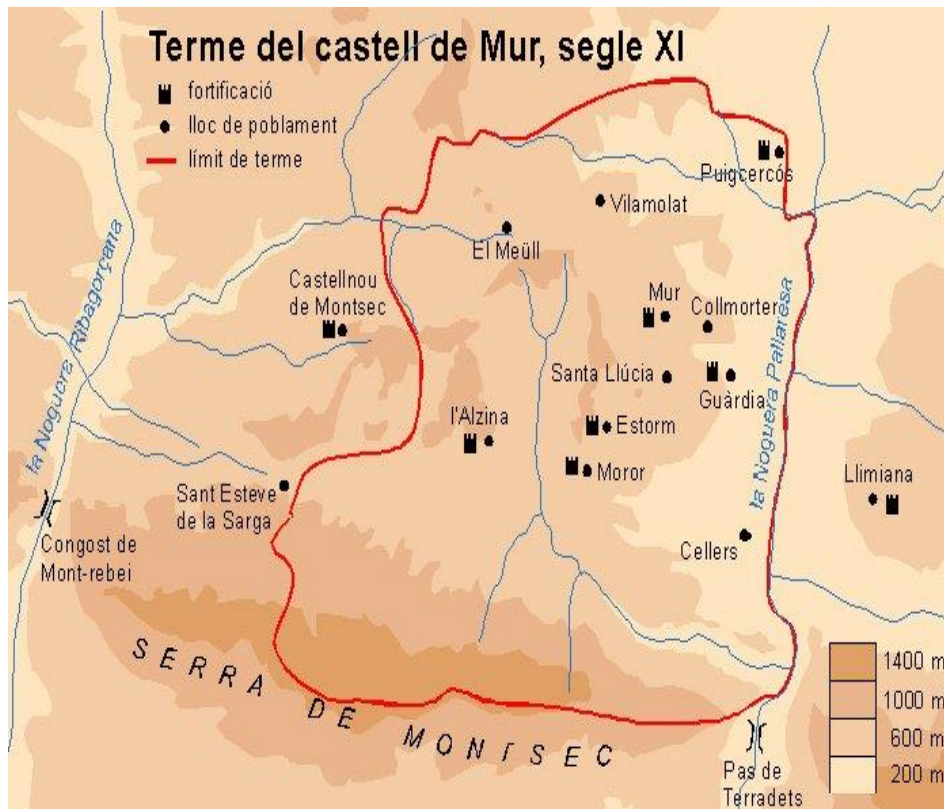 Terme del castell de Mur, segle XI
fortificació
lloc de poblament
límit de terme
Puigcercós
Vilamolat
El Meüll
la Noguera Ribagorçana
Castellnou
de Montsec
Mur
Collmorter
la Noguera Pallaresa
Santa Llúcia
Guàrdia
l'Alzina
Estorm
Moror
Llimiana
Sant Esteve
de la Sarga
Cellers
Congost de
Mont-rebei
SERRA DE MONTSEC
1400 m
1000 m
600 m
200 m
Pas de
Terradets